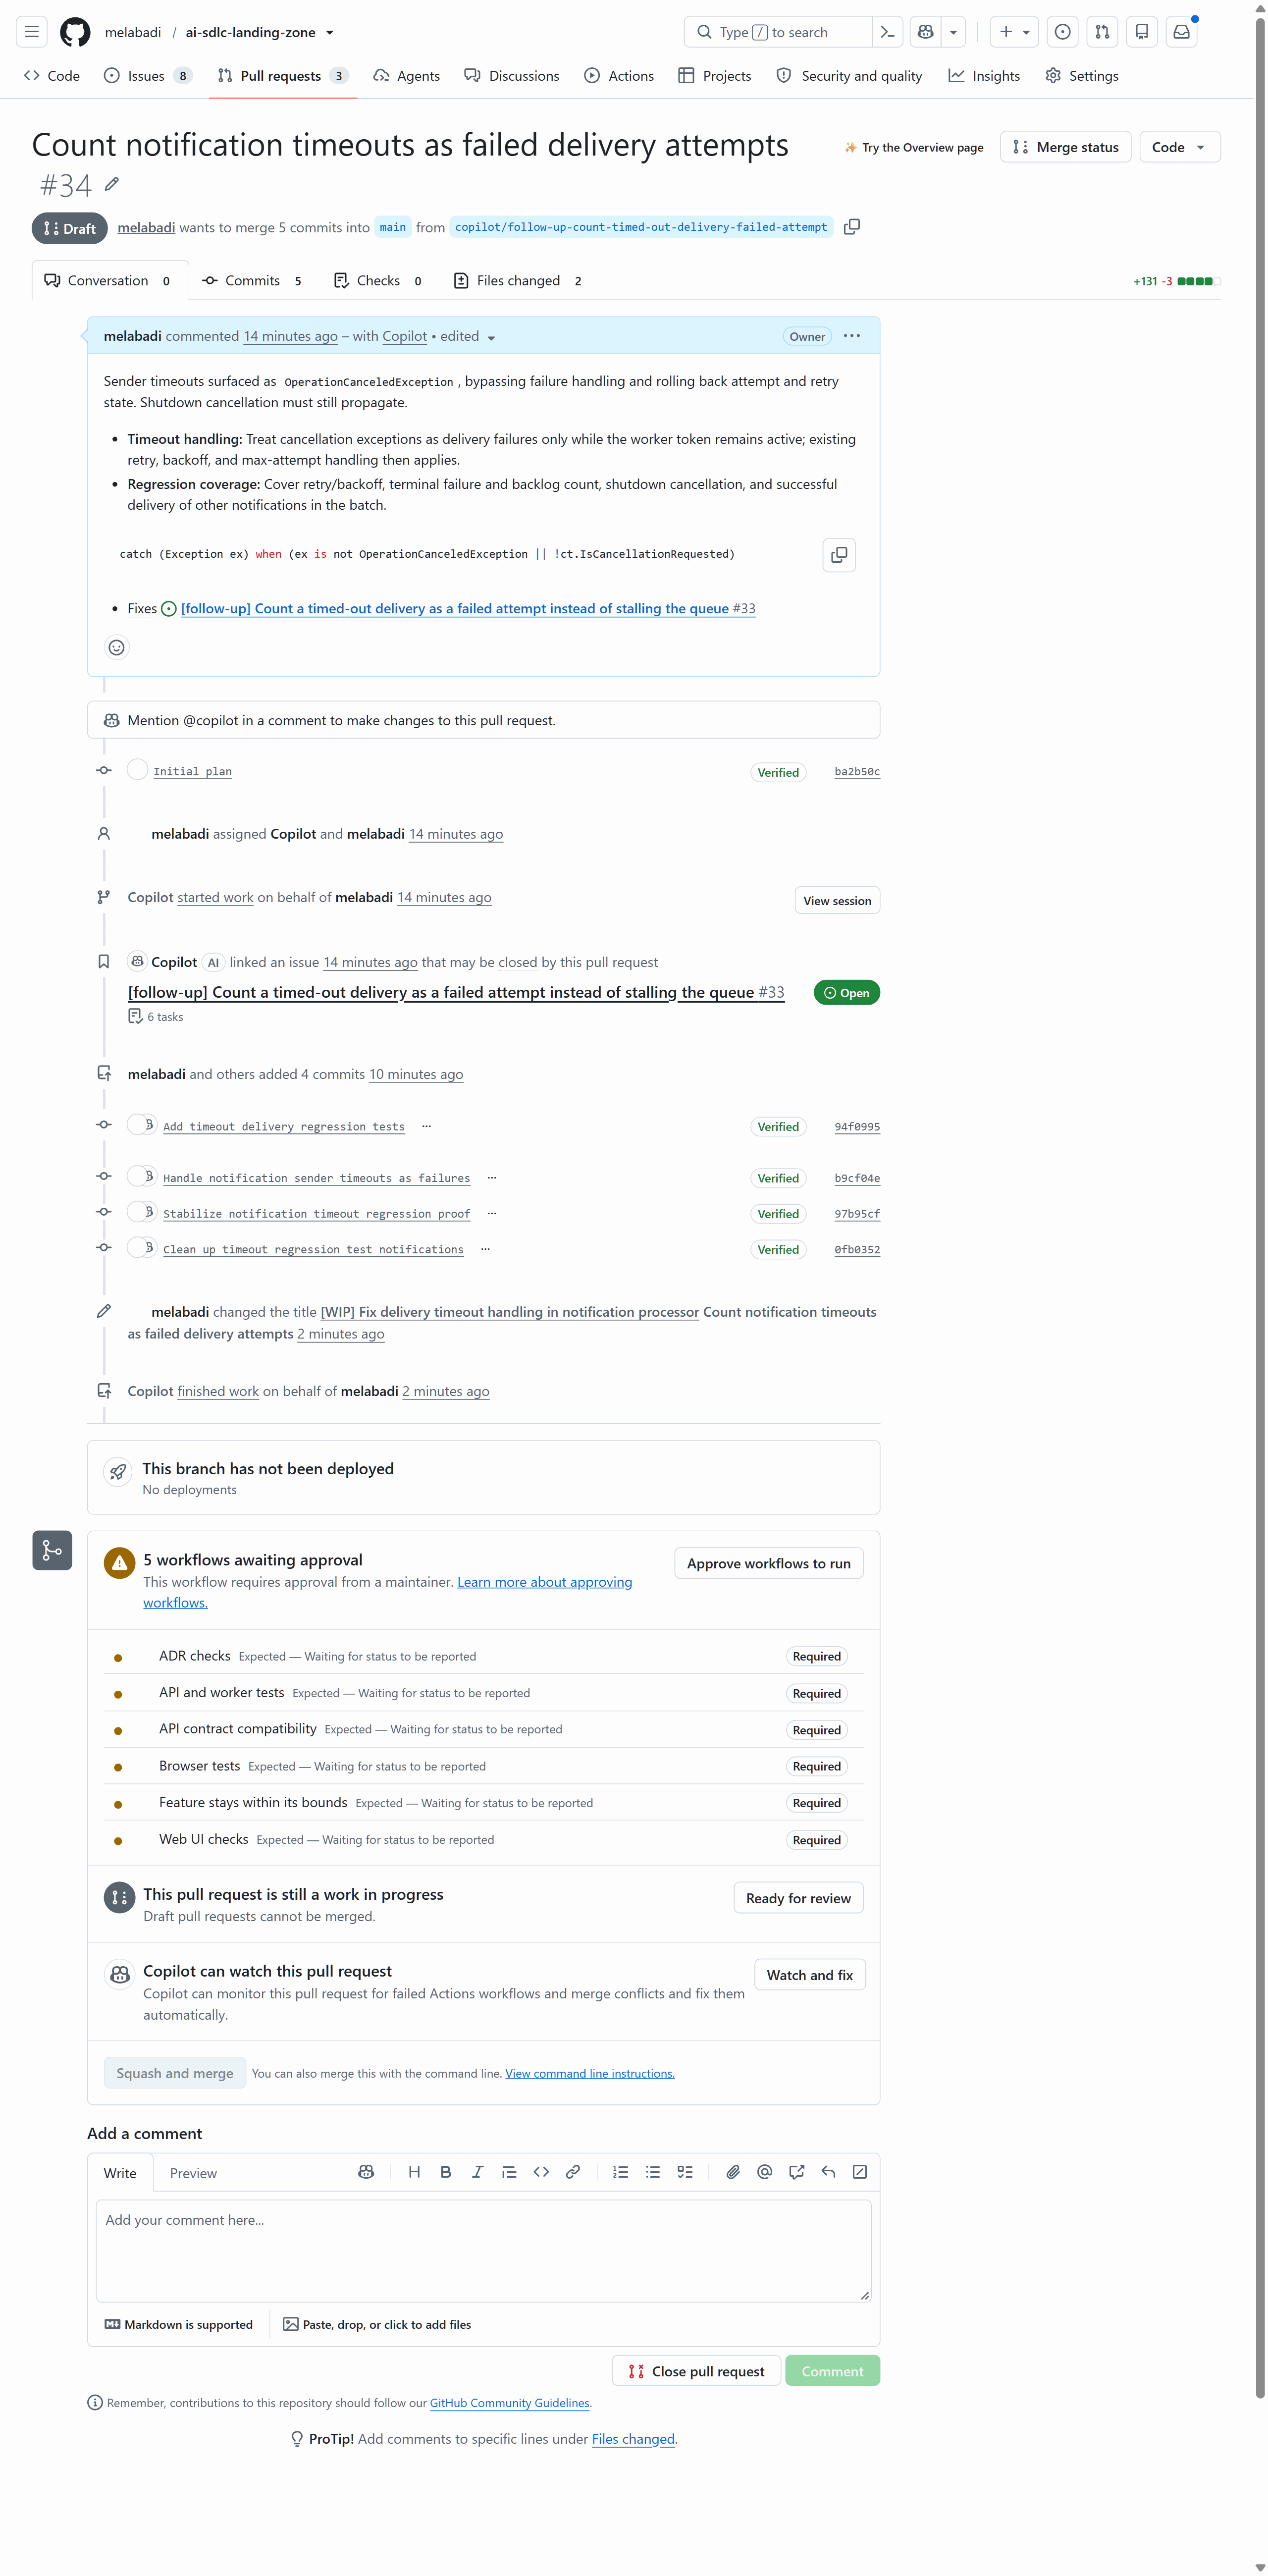 melabadi / ai-sdlc-landing-zone
Type / to search
Code
Issues 8
Pull requests 3
Agents
Discussions
Actions
Projects
Security and quality
Insights
Settings
Count notification timeouts as failed delivery attempts
#34
Try the Overview page
Merge status
Code
Draft
melabadi wants to merge 5 commits into main from copilot/follow-up-count-timed-out-delivery-failed-attempt
Conversation 0
Commits 5
Checks 0
Files changed 2
+131 -3
melabadi commented 14 minutes ago – with Copilot • edited
Owner
Sender timeouts surfaced as OperationCanceledException , bypassing failure handling and rolling back attempt and retry
state. Shutdown cancellation must still propagate.
• Timeout handling: Treat cancellation exceptions as delivery failures only while the worker token remains active; existing
retry, backoff, and max-attempt handling then applies.
• Regression coverage: Cover retry/backoff, terminal failure and backlog count, shutdown cancellation, and successful
delivery of other notifications in the batch.
catch (Exception ex) when (ex is not OperationCanceledException || !ct.IsCancellationRequested)
• Fixes [follow-up] Count a timed-out delivery as a failed attempt instead of stalling the queue #33
Mention @copilot in a comment to make changes to this pull request.
Initial plan
Verified
ba2b50c
melabadi assigned Copilot and melabadi 14 minutes ago
Copilot started work on behalf of melabadi 14 minutes ago
View session
Copilot AI linked an issue 14 minutes ago that may be closed by this pull request
[follow-up] Count a timed-out delivery as a failed attempt instead of stalling the queue #33
Open
6 tasks
melabadi and others added 4 commits 10 minutes ago
Add timeout delivery regression tests
Verified
94f0995
Handle notification sender timeouts as failures
Verified
b9cf04e
Stabilize notification timeout regression proof
Verified
97b95cf
Clean up timeout regression test notifications
Verified
0fb0352
melabadi changed the title [WIP] Fix delivery timeout handling in notification processor Count notification timeouts
as failed delivery attempts 2 minutes ago
Copilot finished work on behalf of melabadi 2 minutes ago
This branch has not been deployed
No deployments
5 workflows awaiting approval
This workflow requires approval from a maintainer. Learn more about approving
workflows.
Approve workflows to run
ADR checks Expected — Waiting for status to be reported
Required
API and worker tests Expected — Waiting for status to be reported
Required
API contract compatibility Expected — Waiting for status to be reported
Required
Browser tests Expected — Waiting for status to be reported
Required
Feature stays within its bounds Expected — Waiting for status to be reported
Required
Web UI checks Expected — Waiting for status to be reported
Required
This pull request is still a work in progress
Draft pull requests cannot be merged.
Ready for review
Copilot can watch this pull request
Copilot can monitor this pull request for failed Actions workflows and merge conflicts and fix them
automatically.
Watch and fix
Squash and merge
You can also merge this with the command line. View command line instructions.
Add a comment
Write
Preview
Add your comment here...
Markdown is supported
Paste, drop, or click to add files
Close pull request
Comment
Remember, contributions to this repository should follow our GitHub Community Guidelines.
ProTip! Add comments to specific lines under Files changed.